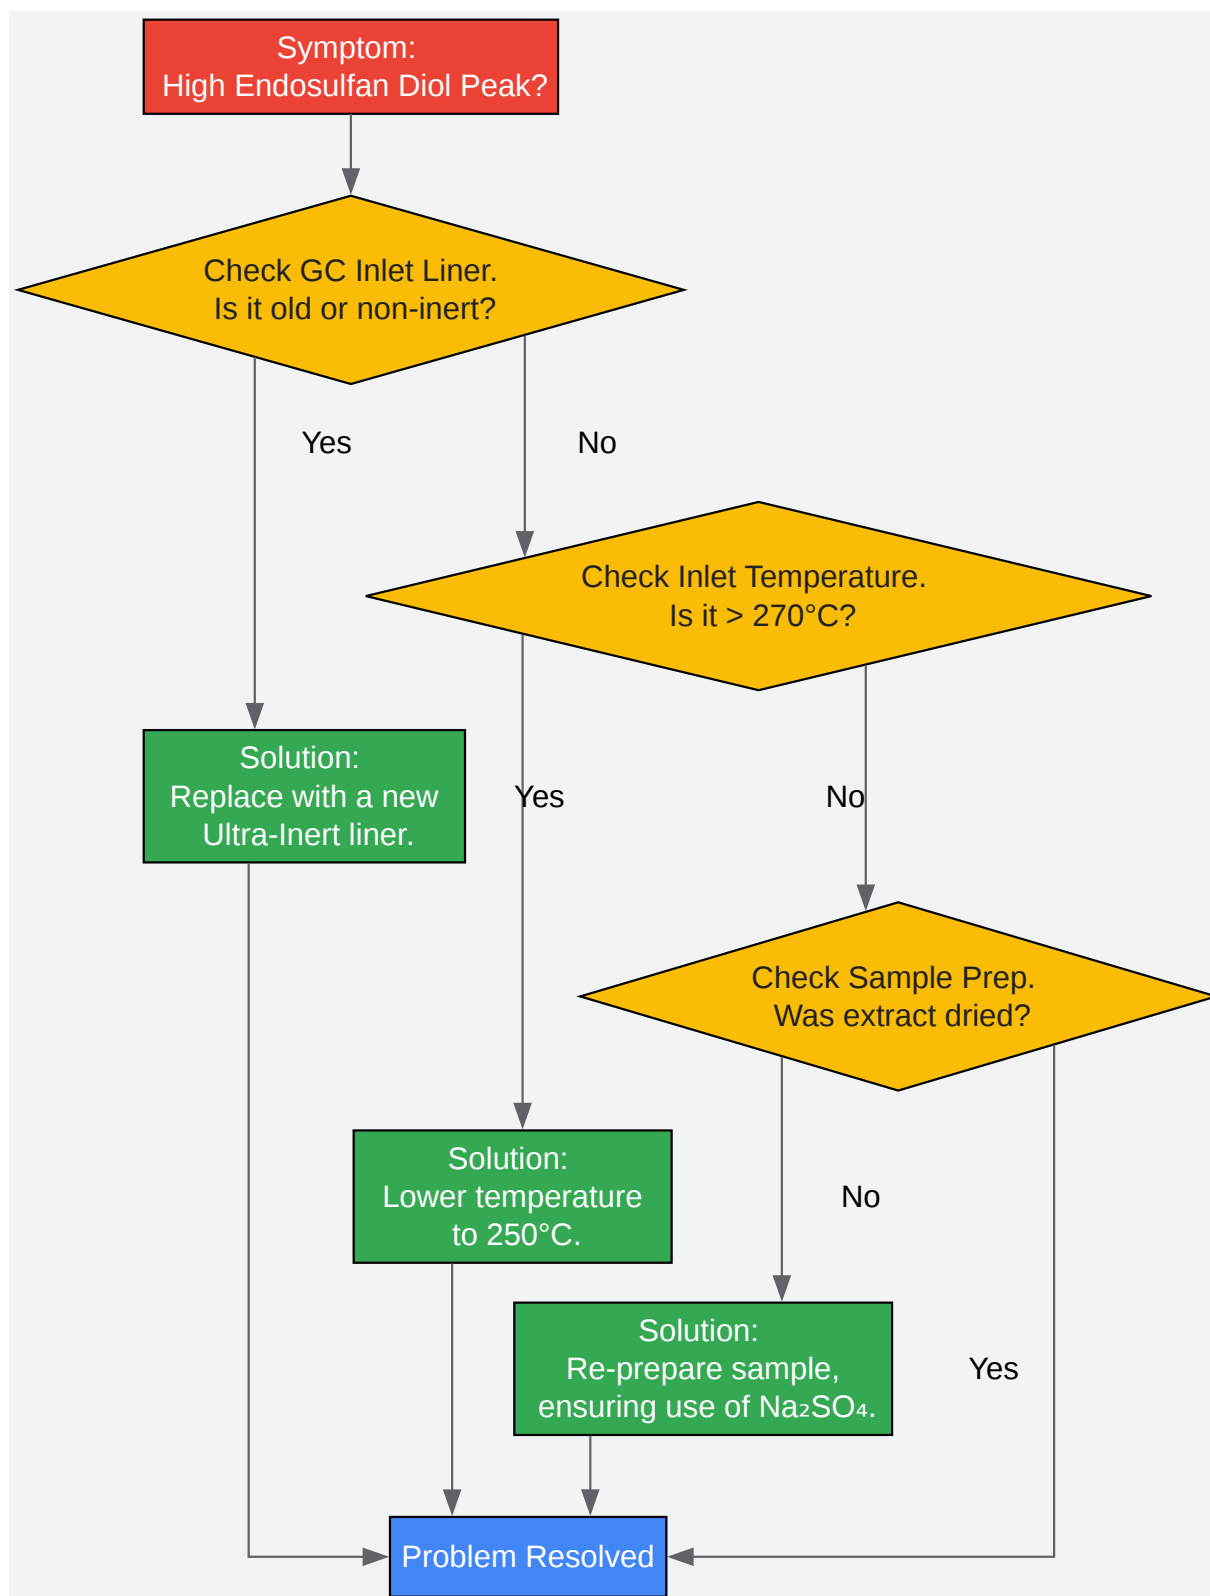 Symptom:
High Endosulfan Diol Peak?
Check GC Inlet Liner.
Is it old or non-inert?
Yes
No
Check Inlet Temperature.
Is it > 270°C?
Solution:
Replace with a new
Ultra-Inert liner.
Yes
No
Check Sample Prep.
Was extract dried?
Solution:
Lower temperature
to 250°C.
No
Solution:
Re-prepare sample,
ensuring use of Na₂SO₄.
Yes
Problem Resolved